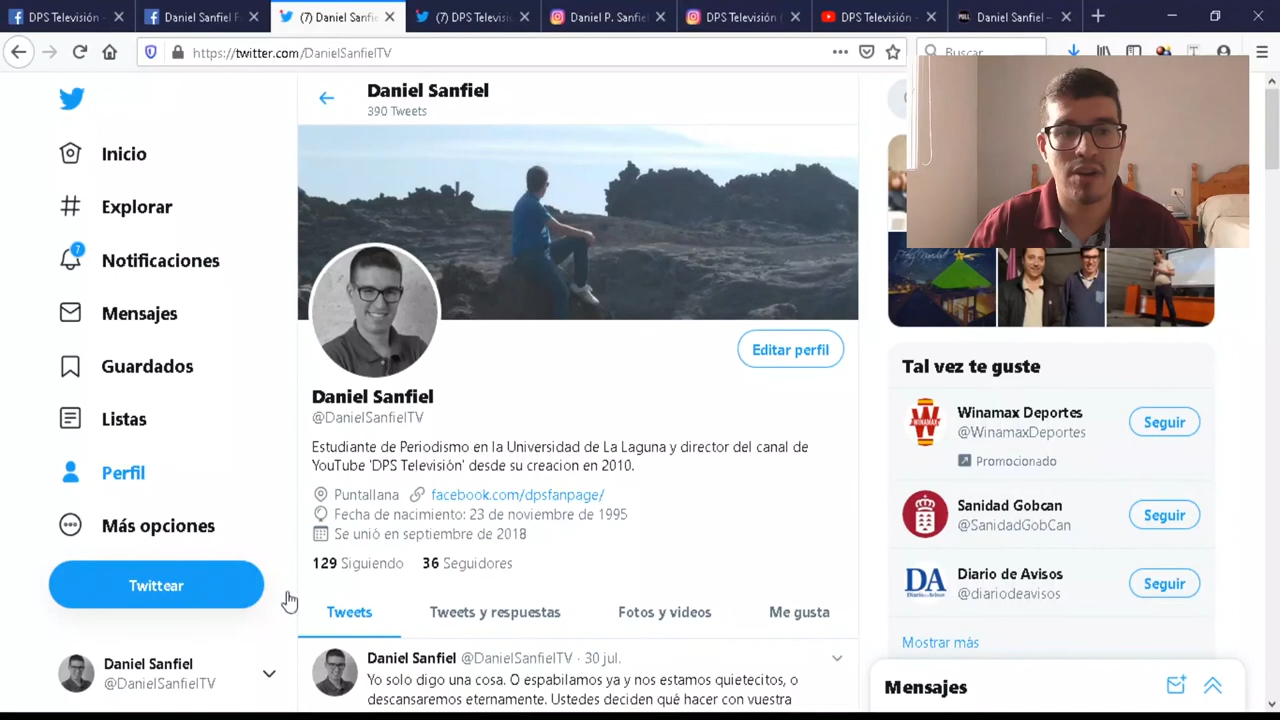 DPS Televisión
Daniel Sanfiel
(7) Daniel Sanfiel
(7) DPS Televisi
Daniel P. Sanfie
DPS Televisión
DPS Televisión -
Daniel Sanfiel –
https://twitter.com/DanielSanfielTV
Buscar
Inicio
Explorar
7
Notificaciones
Mensajes
Guardados
Listas
Perfil
Más opciones
Twittear
Daniel Sanfiel
@DanielSanfielTV
Daniel Sanfiel
390 Tweets
Editar perfil
Daniel Sanfiel
@DanielSanfielTV
Estudiante de Periodismo en la Universidad de La Laguna y director del canal de
YouTube 'DPS Televisión' desde su creacion en 2010.
Puntallana facebook.com/dpsfanpage/
Fecha de nacimiento: 23 de noviembre de 1995
Se unió en septiembre de 2018
129 Siguiendo 36 Seguidores
Tweets Tweets y respuestas Fotos y videos Me gusta
Daniel Sanfiel @DanielSanfielTV · 30 jul.
Yo solo digo una cosa. O espabilamos ya y nos estamos quietecitos, o
descansaremos eternamente. Ustedes deciden qué hacer con vuestra
Tal vez te guste
Winamax Deportes
@WinamaxDeportes
Promocionado
Seguir
Sanidad Gobcan
@SanidadGobCan
Seguir
DA
Diario de Avisos
@diariodeavisos
Seguir
Mostrar más
Mensajes